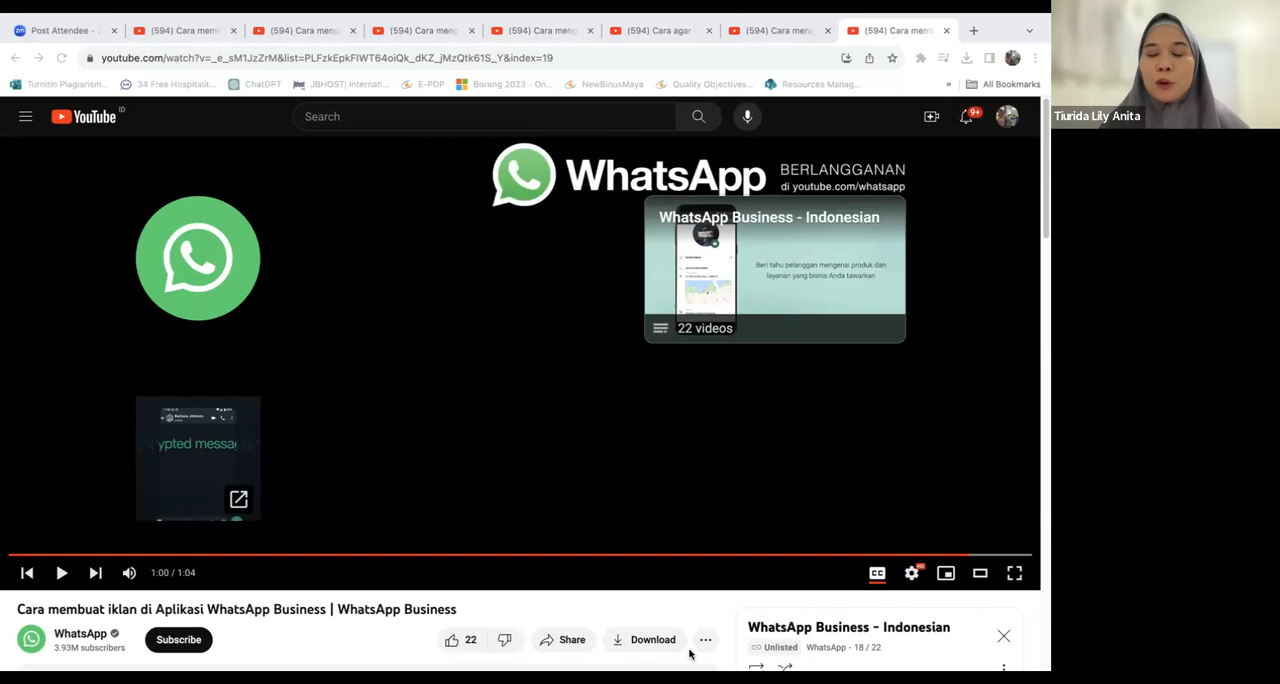 Post Attendee -
(594) Cara mem
(594) Cara meng
(594) Cara meng
(594) Cara meng
(594) Cara agar
(594) Cara meng
(594) Cara mem
youtube.com/watch?v=_e_sM1JzZrM&list=PLFzkEpkFIWT64oiQk_dKZ_jMzQtk61S_Y&index=19
Turnitin Plagiarism...
34 Free Hospitalit...
ChatGPT
JBHOST| Internati...
E-PDP
Borang 2023 - On...
NewBinusMaya
Quality Objectives...
Resources Manag...
»
All Bookmarks
Tiurida Lily Anita
YouTube ID
Search
9+
WhatsApp
BERLANGGANAN
di youtube.com/whatsapp
WhatsApp Business - Indonesian
Beri tahu pelanggan mengenai produk dan
layanan yang bisnis Anda tawarkan
22 videos
Barbara Johnson
ypted messa
1:00 / 1:04
CC
HD
Cara membuat iklan di Aplikasi WhatsApp Business | WhatsApp Business
WhatsApp
3.93M subscribers
Subscribe
22
Share
Download
WhatsApp Business - Indonesian
Unlisted
WhatsApp - 18 / 22